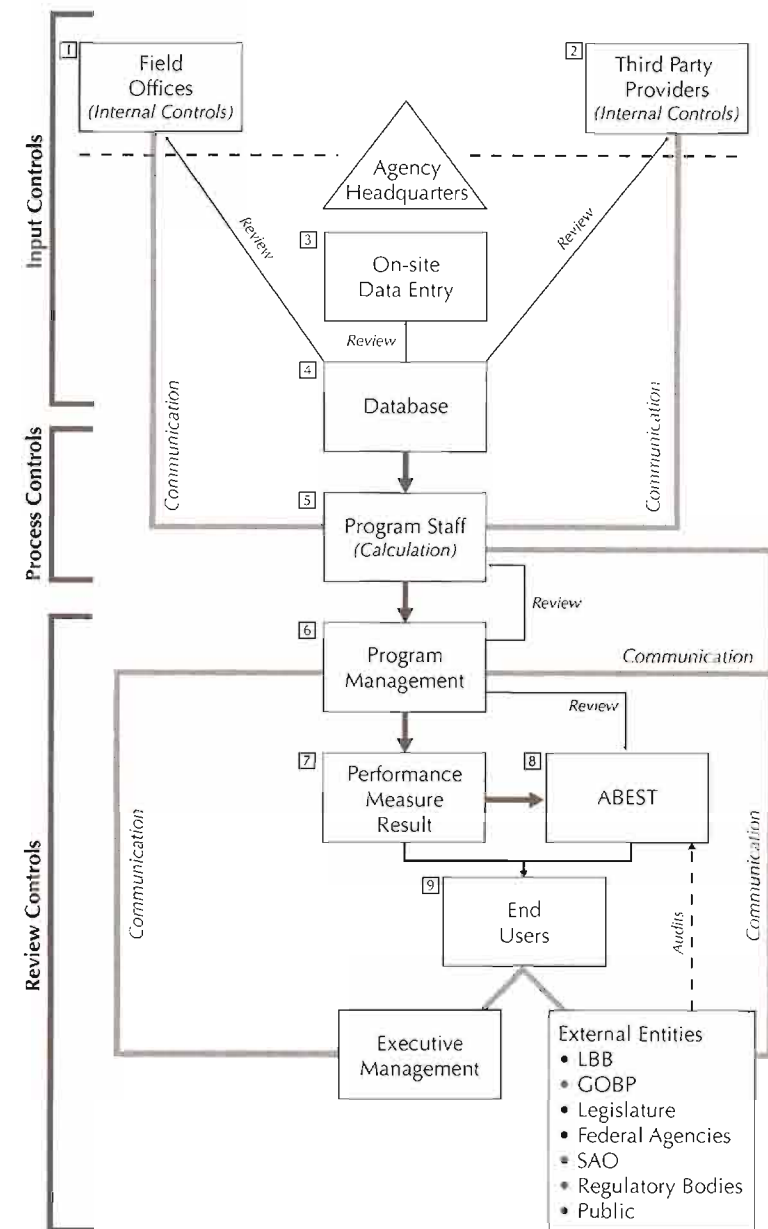 1
Field
Offices
(Internal Controls)
2
Third Party
Providers
(Internal Controls)
Agency
Headquarters
Input Controls
Review
Review
3
On-site
Data Entry
Review
4
Database
Communication
Communication
Process Controls
5
Program Staff
(Calculation)
Review
6
Program
Management
Communication
Review
7
Performance
Measure
Result
8
ABEST
Review Controls
Communication
Communication
9
End
Users
Audits
Executive
Management
External Entities
• LBB
• GOBP
• Legislature
• Federal Agencies
• SAO
• Regulatory Bodies
• Public